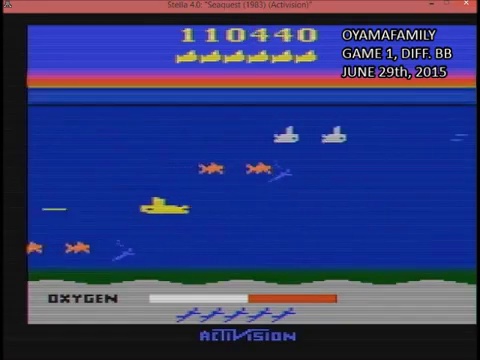 Stella 4.0: "Seaquest (1983) (Activision)"
110440
OYAMAFAMILY
GAME 1, DIFF. BB
JUNE 29th, 2015
OXYGEN
ACTIVISION